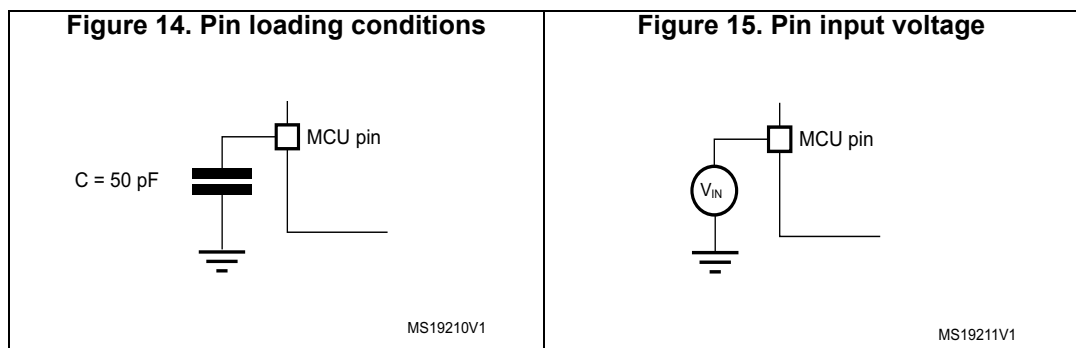 Figure 14. Pin loading conditions
MCU pin
C = 50 pF
MS19210V1
Figure 15. Pin input voltage
MCU pin
VIN
MS19211V1